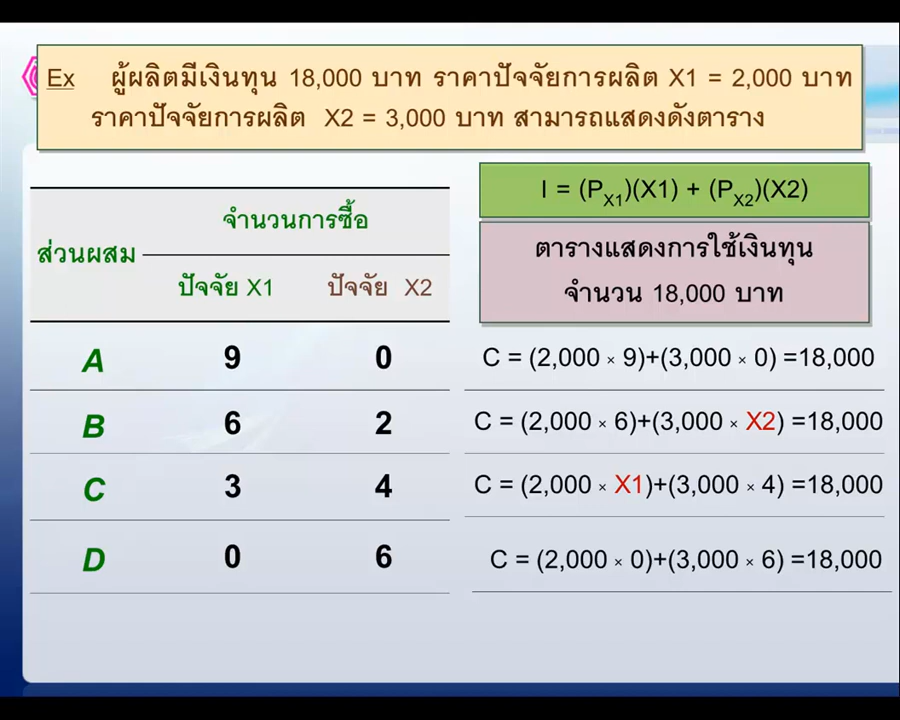 Ex ผู้ผลิตมีเงินทุน 18,000 บาท ราคาปัจจัยการผลิต X1 = 2,000 บาท
ราคาปัจจัยการผลิต X2 = 3,000 บาท สามารถแสดงดังตาราง
I = (PX1)(X1) + (PX2)(X2)
ตารางแสดงการใช้เงินทุน
จำนวน 18,000 บาท
ส่วนผสม จำนวนการซื้อ
ปัจจัย X1 ปัจจัย X2
A 9 0 C = (2,000 × 9)+(3,000 × 0) =18,000
B 6 2 C = (2,000 × 6)+(3,000 × X2) =18,000
C 3 4 C = (2,000 × X1)+(3,000 × 4) =18,000
D 0 6 C = (2,000 × 0)+(3,000 × 6) =18,000